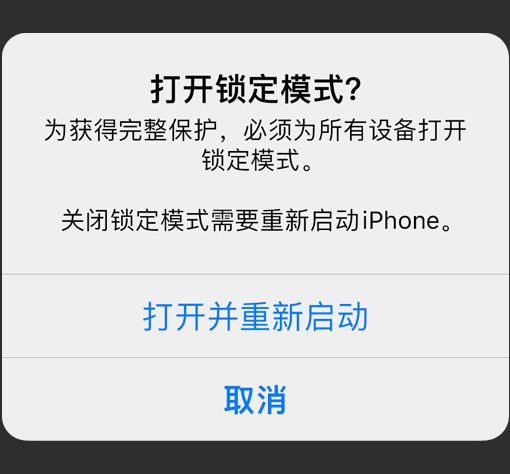 打开锁定模式?
为获得完整保护，必须为所有设备打开
锁定模式。
关闭锁定模式需要重新启动iPhone。
打开并重新启动
取消